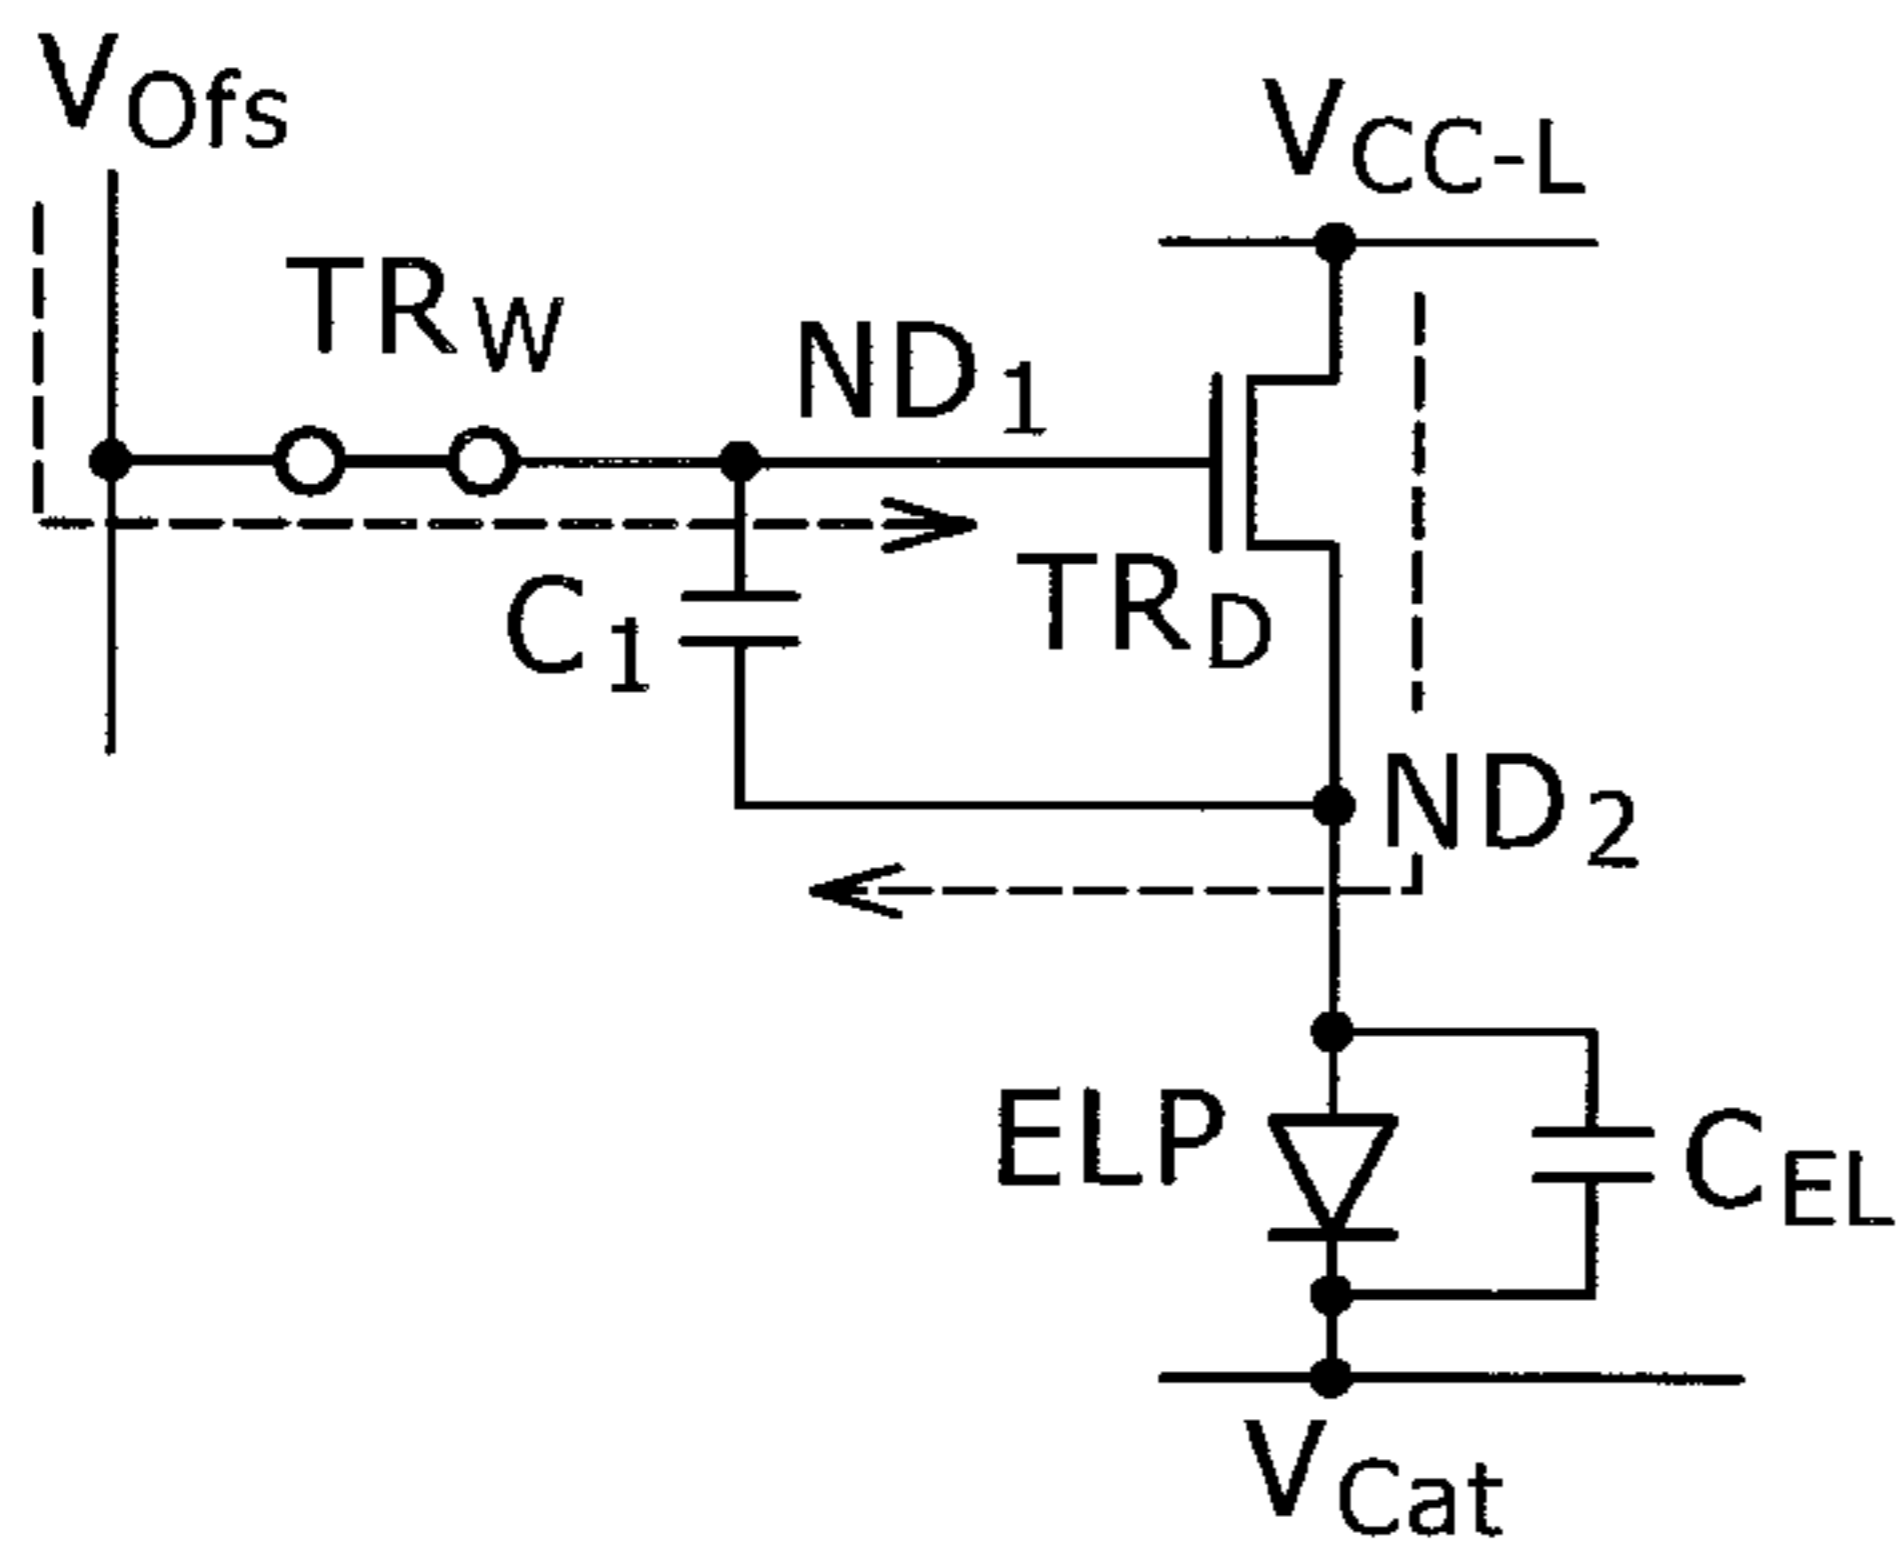 VOfs
VCC-L
TRW
ND1
C1
TRD
ND2
ELP
CEL
VCat